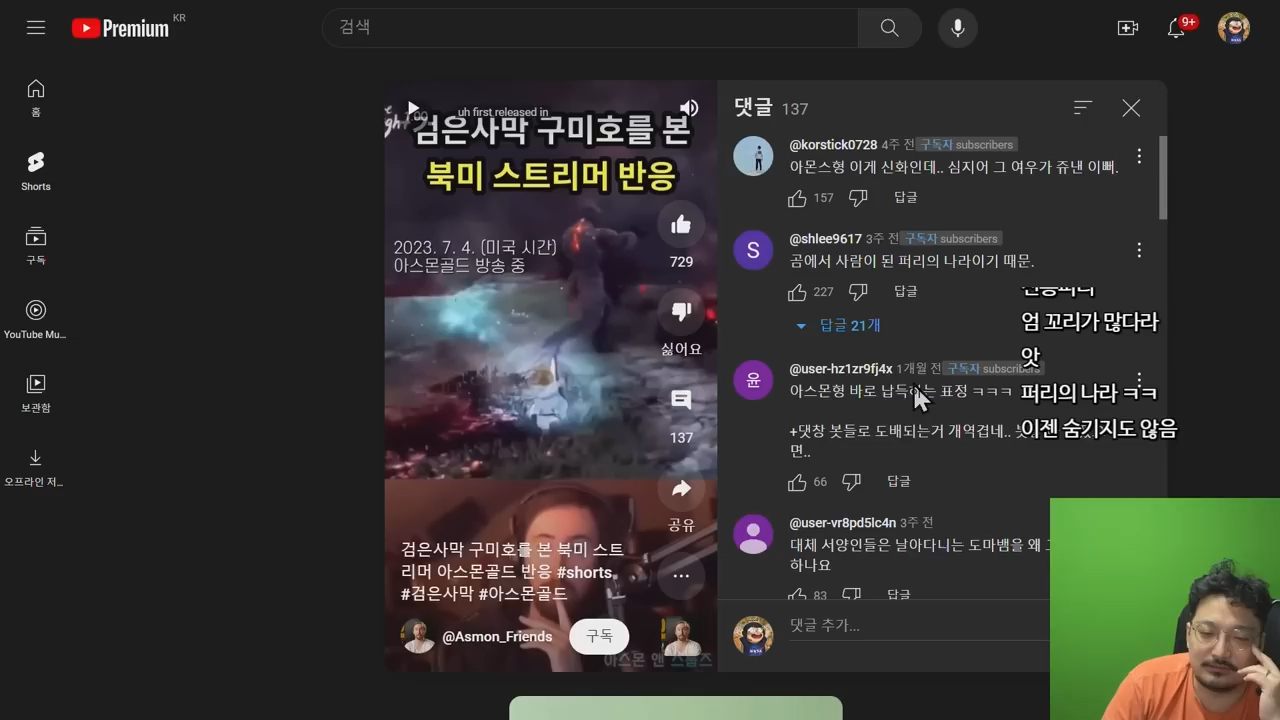 Premium KR
검색
9+
홈
Shorts
구독
YouTube Mu...
보관함
오프라인 저...
uh first released in
검은사막 구미호를 본
북미 스트리머 반응
2023. 7. 4. (미국 시간)
아스몬골드 방송 중
729
싫어요
137
공유
검은사막 구미호를 본 북미 스트
리머 아스몬골드 반응 #shorts
#검은사막 #아스몬골드
@Asmon_Friends
구독
댓글 137
@korstick0728 4주 전 구독자 subscribers
아몬스형 이게 신화인데.. 심지어 그 여우가 쥬낸 이뻐.
157
답글
@shlee9617 3주 전 구독자 subscribers
S
곰에서 사람이 된 퍼리의 나라이기 때문.
227
답글
답글 21개
@user-hz1zr9fj4x 1개월 전 구독자 subscribers
윤
아스몬형 바로 납득하는 표정 ㅋㅋㅋ
+댓창 봇들로 도배되는거 개역겹네..
면..
66
답글
@user-vr8pd5lc4n 3주 전
대체 서양인들은 날아다니는 도마뱀을 왜
하나요
83
답글
댓글 추가...
엄 꼬리가 많다라
앗
퍼리의 나라 ㅋㅋ
이젠 숨기지도 않음